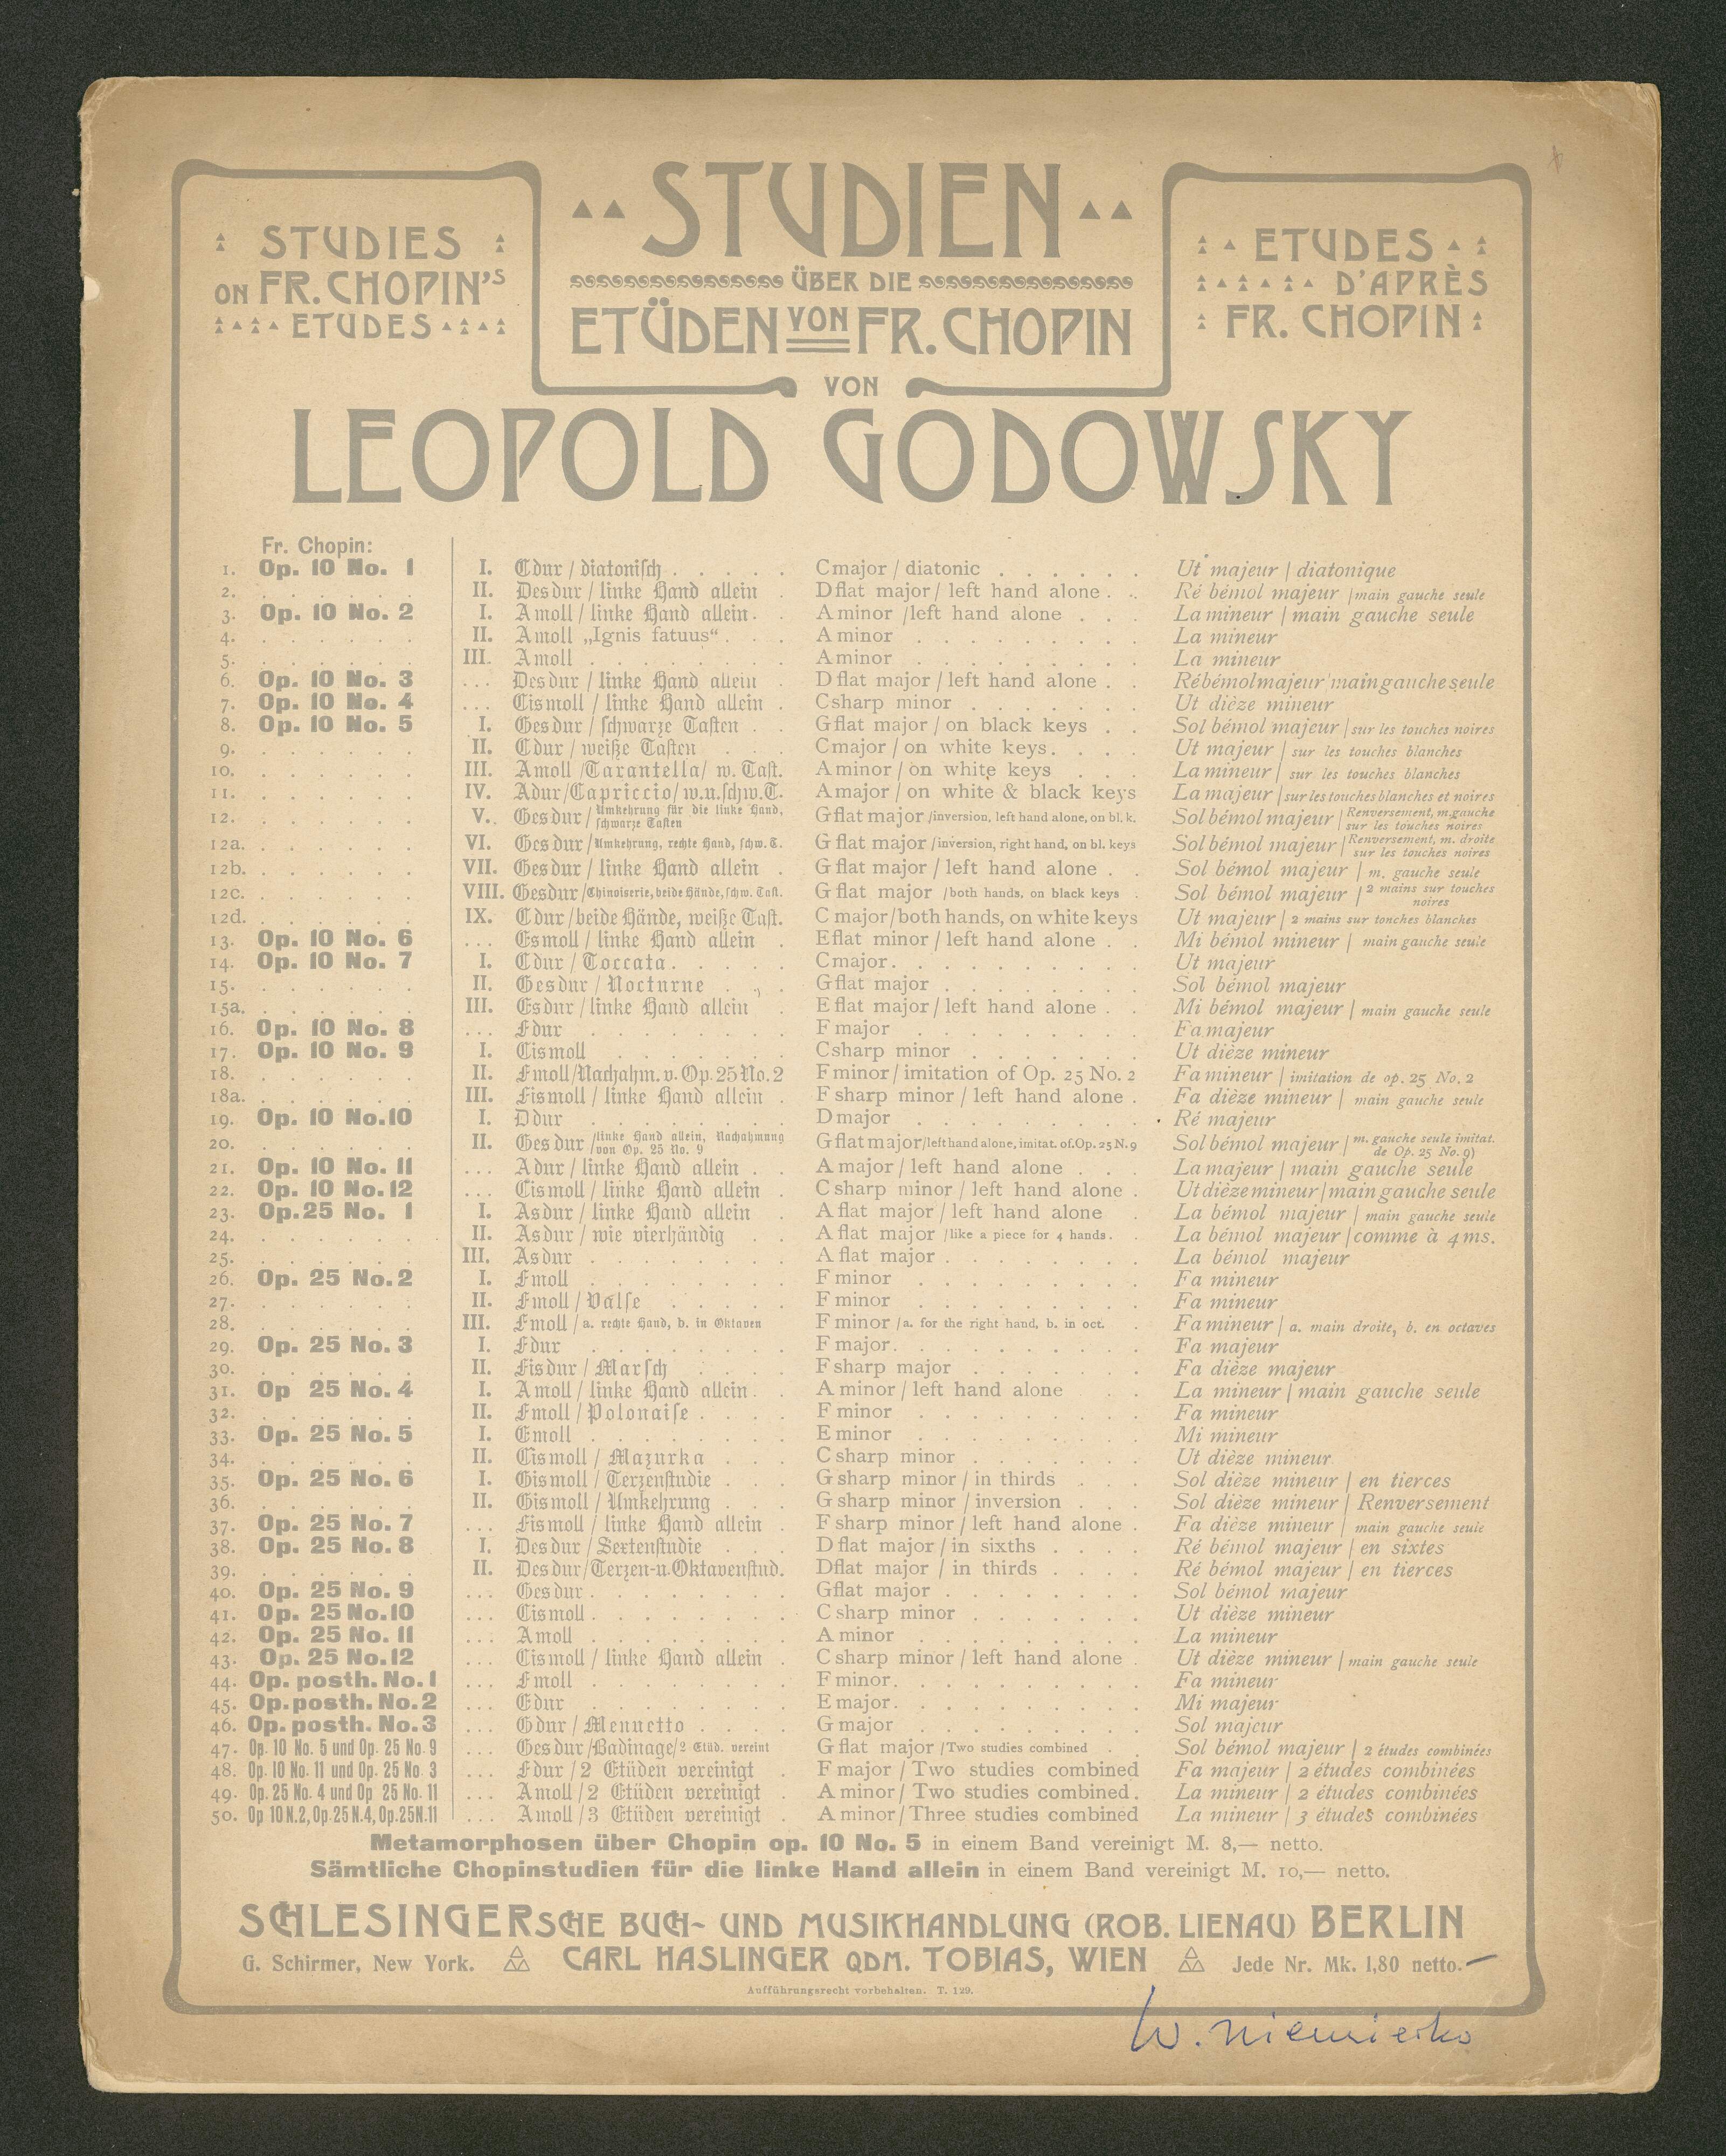 STUDIES
ON FR. CHOPIN'S
ETUDES
STUDIEN
ÜBER DIE
ETÜDEN VON FR. CHOPIN
ETUDES
D'APRÈS
FR. CHOPIN
VON
LEOPOLD GODOWSKY
Fr. Chopin:
1. Op. 10 No. 1 I. Cdur / diatonisch . . . . . C major / diatonic . . . . . . Ut majeur | diatonique
2. . . . . . . II. Desdur / linke Hand allein . D flat major / left hand alone . . Ré bémol majeur | main gauche seule
3. Op. 10 No. 2 I. Amoll / linke Hand allein . . A minor / left hand alone . . . La mineur | main gauche seule
4. . . . . . . II. Amoll „Ignis fatuus“ . . . A minor . . . . . . . La mineur
5. . . . . . . III. Amoll . . . . . . . A minor . . . . . . . La mineur
6. Op. 10 No. 3 ... Desdur / linke Hand allein . D flat major / left hand alone . . Ré bémol majeur | main gauche seule
7. Op. 10 No. 4 ... Cismoll / linke Hand allein . C sharp minor . . . . . . Ut dièze mineur
8. Op. 10 No. 5 I. Gesdur / schwarze Tasten . . G flat major / on black keys . . Sol bémol majeur | sur les touches noires
9. . . . . . . II. Cdur / weiße Tasten . . . C major / on white keys . . . . Ut majeur | sur les touches blanches
10. . . . . . . III. Amoll / Tarantella / w. Tast. A minor / on white keys . . . La mineur | sur les touches blanches
11. . . . . . . IV. Adur / Capriccio / w. u. schw. T. A major / on white & black keys La majeur | sur les touches blanches et noires
12. . . . . . . V. Gesdur / Umkehrung für die linke Hand, schwarze Tasten G flat major / inversion, left hand alone, on bl. k. Sol bémol majeur | Renversement, m. gauche sur les touches noires
12a. . . . . . . VI. Gesdur / Umkehrung, rechte Hand, schw. T. G flat major / inversion, right hand, on bl. keys Sol bémol majeur | Renversement, m. droite sur les touches noires
12b. . . . . . . VII. Gesdur / linke Hand allein . G flat major / left hand alone . . Sol bémol majeur | m. gauche seule
12c. . . . . . . VIII. Gesdur / Chinoiserie, beide Hände, schw. Tast. G flat major / both hands, on black keys . Sol bémol majeur | 2 mains sur touches noires
12d. . . . . . . IX. Cdur / beide Hände, weiße Tast. C major / both hands, on white keys Ut majeur | 2 mains sur touches blanches
13. Op. 10 No. 6 ... Esmoll / linke Hand allein . E flat minor / left hand alone . . Mi bémol mineur | main gauche seule
14. Op. 10 No. 7 I. Cdur / Toccata . . . . . C major . . . . . . . . Ut majeur
15. . . . . . . II. Gesdur / Nocturne . . . G flat major . . . . . . . Sol bémol majeur
15a. . . . . . . III. Esdur / linke Hand allein . E flat major / left hand alone . . Mi bémol majeur | main gauche seule
16. Op. 10 No. 8 ... Fdur . . . . . . . F major . . . . . . . Fa majeur
17. Op. 10 No. 9 I. Cismoll . . . . . . C sharp minor . . . . . . Ut dièze mineur
18. . . . . . . II. Fmoll / Nachahm. v. Op. 25 No. 2 F minor / imitation of Op. 25 No. 2 Fa mineur | imitation de op. 25 No. 2
18a. . . . . . . III. Fismoll / linke Hand allein . F sharp minor / left hand alone . Fa dièze mineur | main gauche seule
19. Op. 10 No. 10 I. Ddur . . . . . . . D major . . . . . . . Ré majeur
20. . . . . . . II. Gesdur / linke Hand allein, Nachahmung von Op. 25 No. 9 G flat major / left hand alone, imitat. of. Op. 25 N. 9 Sol bémol majeur | m. gauche seule imitat. de Op. 25 No. 9)
21. Op. 10 No. 11 ... Adur / linke Hand allein . . A major / left hand alone . . . La majeur | main gauche seule
22. Op. 10 No. 12 ... Cismoll / linke Hand allein . C sharp minor / left hand alone . Ut dièze mineur | main gauche seule
23. Op. 25 No. 1 I. Asdur / linke Hand allein . A flat major / left hand alone . La bémol majeur | main gauche seule
24. . . . . . . II. Asdur / wie vierhändig . . A flat major / like a piece for 4 hands. . La bémol majeur | comme à 4 ms.
25. . . . . . . III. Asdur . . . . . . . A flat major . . . . . . . La bémol majeur
26. Op. 25 No. 2 I. Fmoll . . . . . . . F minor . . . . . . . Fa mineur
27. . . . . . . II. Fmoll / Valse . . . . . F minor . . . . . . . Fa mineur
28. . . . . . . III. Fmoll / a. rechte Hand, b. in Oktaven F minor / a. for the right hand, b. in oct. . Fa mineur | a. main droite, b. en octaves
29. Op. 25 No. 3 I. Fdur . . . . . . . F major . . . . . . . . Fa majeur
30. . . . . . . II. Fisdur / Marsch . . . . F sharp major . . . . . . Fa dièze majeur
31. Op 25 No. 4 I. Amoll / linke Hand allein . . A minor / left hand alone . . . La mineur | main gauche seule
32. . . . . . . II. Fmoll / Polonaise . . . . F minor . . . . . . . Fa mineur
33. Op. 25 No. 5 I. Emoll . . . . . . . E minor . . . . . . . Mi mineur
34. . . . . . . II. Cismoll / Mazurka . . . C sharp minor . . . . . . Ut dièze mineur
35. Op. 25 No. 6 I. Gismoll / Terzenstudie . . G sharp minor / in thirds . . . Sol dièze mineur | en tierces
36. . . . . . . II. Gismoll / Umkehrung . . . G sharp minor / inversion . . . Sol dièze mineur | Renversement
37. Op. 25 No. 7 ... Fismoll / linke Hand allein . F sharp minor / left hand alone . Fa dièze mineur | main gauche seule
38. Op. 25 No. 8 I. Desdur / Sextenstudie . . . D flat major / in sixths . . . . Ré bémol majeur | en sixtes
39. . . . . . . II. Desdur / Terzen- u. Oktavenstud. Dflat major / in thirds . . . . Ré bémol majeur | en tierces
40. Op. 25 No. 9 ... Gesdur . . . . . . . Gflat major . . . . . . . Sol bémol majeur
41. Op. 25 No. 10 ... Cismoll . . . . . . . C sharp minor . . . . . . Ut dièze mineur
42. Op. 25 No. 11 ... Amoll . . . . . . . A minor . . . . . . . La mineur
43. Op. 25 No. 12 ... Cismoll / linke Hand allein . C sharp minor / left hand alone . Ut dièze mineur | main gauche seule
44. Op. posth. No. 1 ... Fmoll . . . . . . . F minor . . . . . . . . Fa mineur
45. Op. posth. No. 2 ... Edur . . . . . . . E major . . . . . . . . Mi majeur
46. Op. posth. No. 3 ... Gdur / Menuetto . . . . G major . . . . . . . Sol majeur
47. Op. 10 No. 5 und Op. 25 No. 9 ... Gesdur / Badinage / 2 Etüd. vereint G flat major / Two studies combined . . Sol bémol majeur | 2 études combinées
48. Op. 10 No. 11 und Op. 25 No. 3 ... Fdur / 2 Etüden vereinigt . F major / Two studies combined Fa majeur | 2 études combinées
49. Op. 25 No. 4 und Op 25 No. 11 ... Amoll / 2 Etüden vereinigt . A minor / Two studies combined . La mineur | 2 études combinées
50. Op 10 N. 2, Op. 25 N. 4, Op. 25 N. 11 ... Amoll / 3 Etüden vereinigt . A minor / Three studies combined La mineur | 3 études combinées
Metamorphosen über Chopin op. 10 No. 5 in einem Band vereinigt M. 8,— netto.
Sämtliche Chopinstudien für die linke Hand allein in einem Band vereinigt M. 10,— netto.
SCHLESINGERSCHE BUCH- UND MUSIKHANDLUNG (ROB. LIENAU) BERLIN
G. Schirmer, New York. CARL HASLINGER QDM. TOBIAS, WIEN Jede Nr. Mk. 1,80 netto.
Aufführungsrecht vorbehalten. T. 129.
W. Niemierko